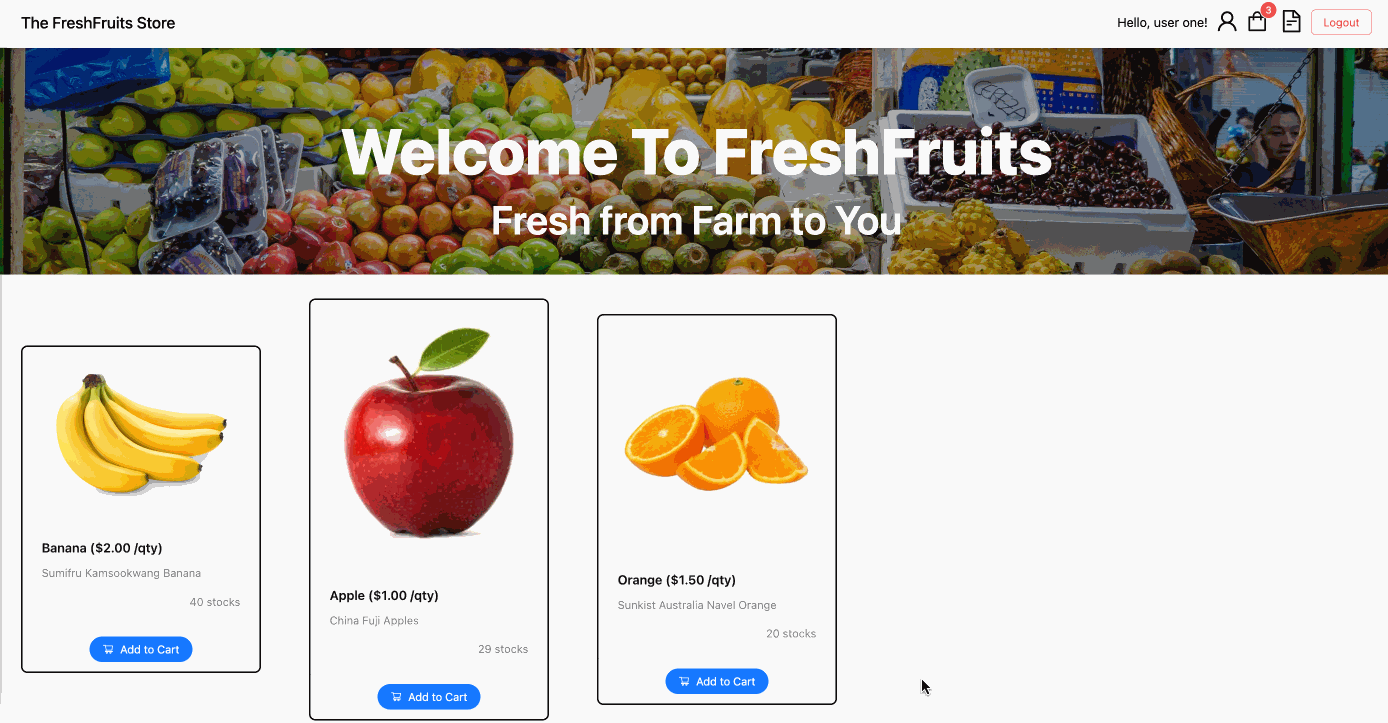 The FreshFruits Store
Hello, user one!
3
Logout
Welcome To FreshFruits
Fresh from Farm to You
Banana ($2.00 /qty)
Sumifru Kamsookwang Banana
40 stocks
Add to Cart
Apple ($1.00 /qty)
China Fuji Apples
29 stocks
Add to Cart
Orange ($1.50 /qty)
Sunkist Australia Navel Orange
20 stocks
Add to Cart